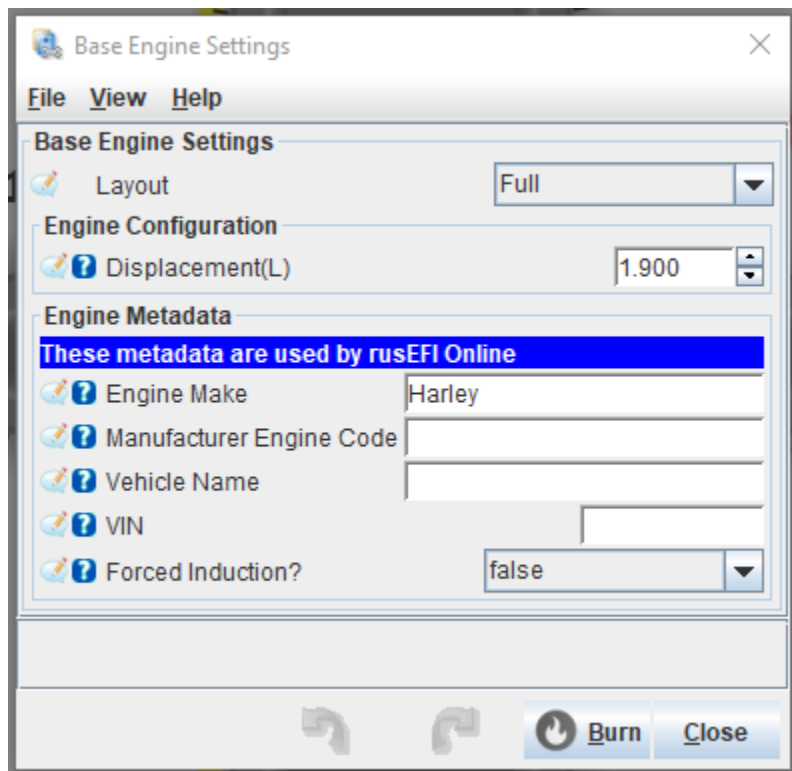 Base Engine Settings
File View Help
Base Engine Settings
Layout Full
Engine Configuration
Displacement(L) 1.900
Engine Metadata
These metadata are used by rusEFI Online
Engine Make Harley
Manufacturer Engine Code
Vehicle Name
VIN
Forced Induction? false
Burn Close